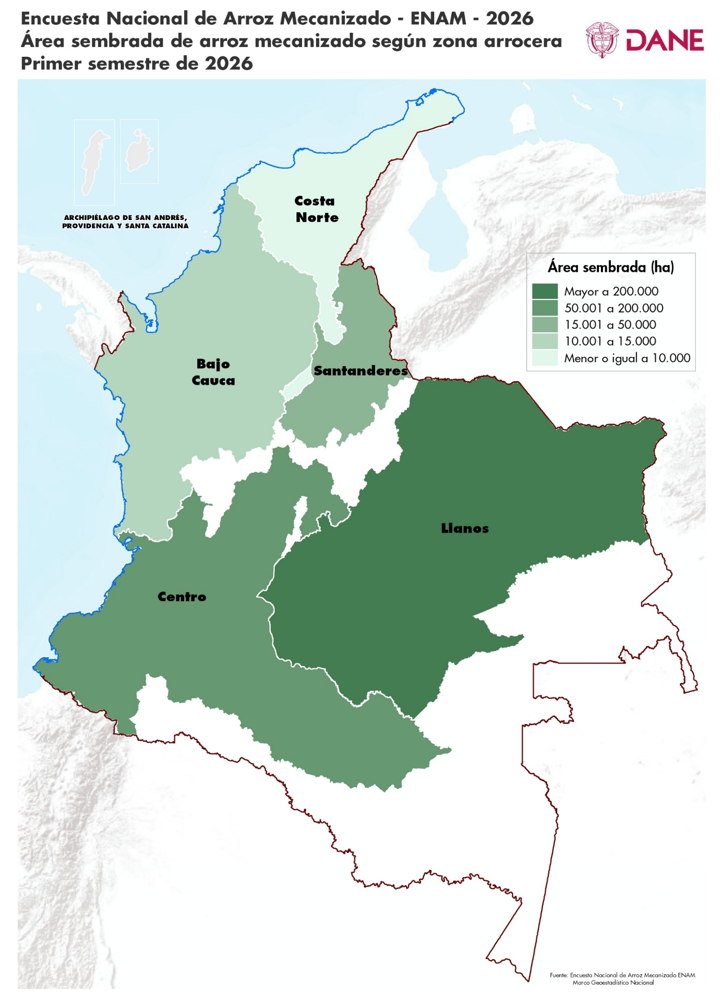 Encuesta Nacional de Arroz Mecanizado - ENAM - 2026
Área sembrada de arroz mecanizado según zona arrocera
Primer semestre de 2026
DANE
ARCHIPIÉLAGO DE SAN ANDRÉS,
PROVIDENCIA Y SANTA CATALINA
Costa
Norte
Área sembrada (ha)
Mayor a 200.000
50.001 a 200.000
15.001 a 50.000
10.001 a 15.000
Menor o igual a 10.000
Bajo
Cauca
Santanderes
Llanos
Centro
Fuente: Encuesta Nacional de Arroz Mecanizado ENAM
Marco Geoestadístico Nacional